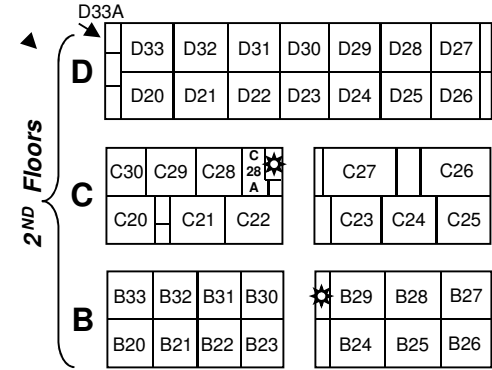 D33A
D
D33 D32 D31 D30 D29 D28 D27
D20 D21 D22 D23 D24 D25 D26
2ND Floors
C
C30 C29 C28 C 28 A C27 C26
C20 C21 C22 C23 C24 C25
B
B33 B32 B31 B30 B29 B28 B27
B20 B21 B22 B23 B24 B25 B26